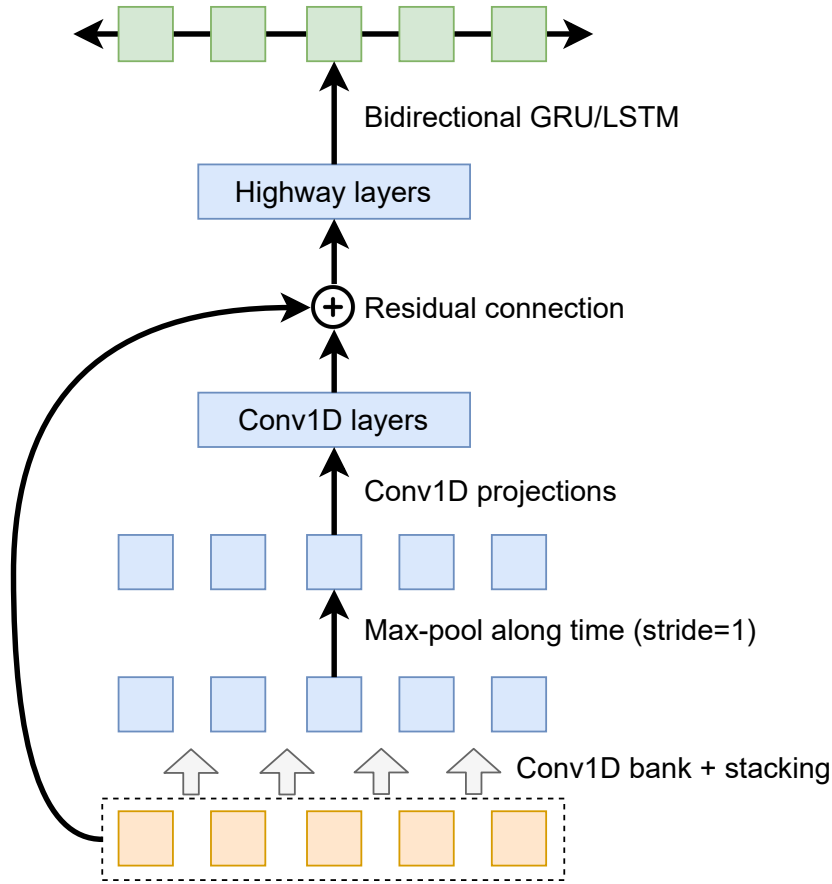 Bidirectional GRU/LSTM
Highway layers
+
Residual connection
Conv1D layers
Conv1D projections
Max-pool along time (stride=1)
Conv1D bank + stacking